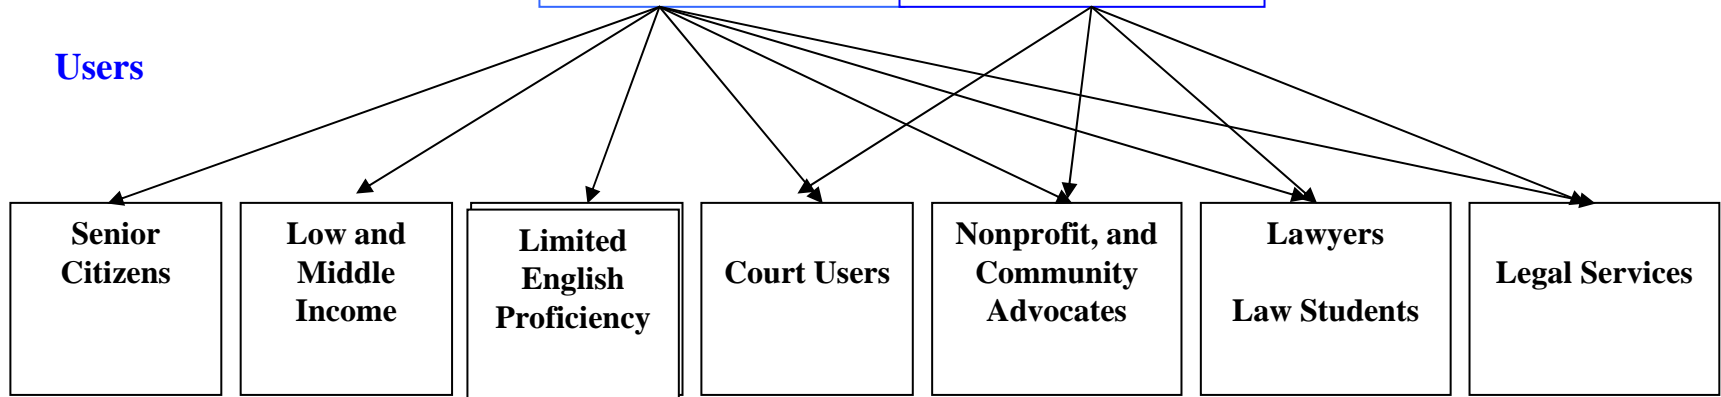 Users
Senior
Citizens
Low and
Middle
Income
Limited
English
Proficiency
Court Users
Nonprofit, and
Community
Advocates
Lawyers
Law Students
Legal Services